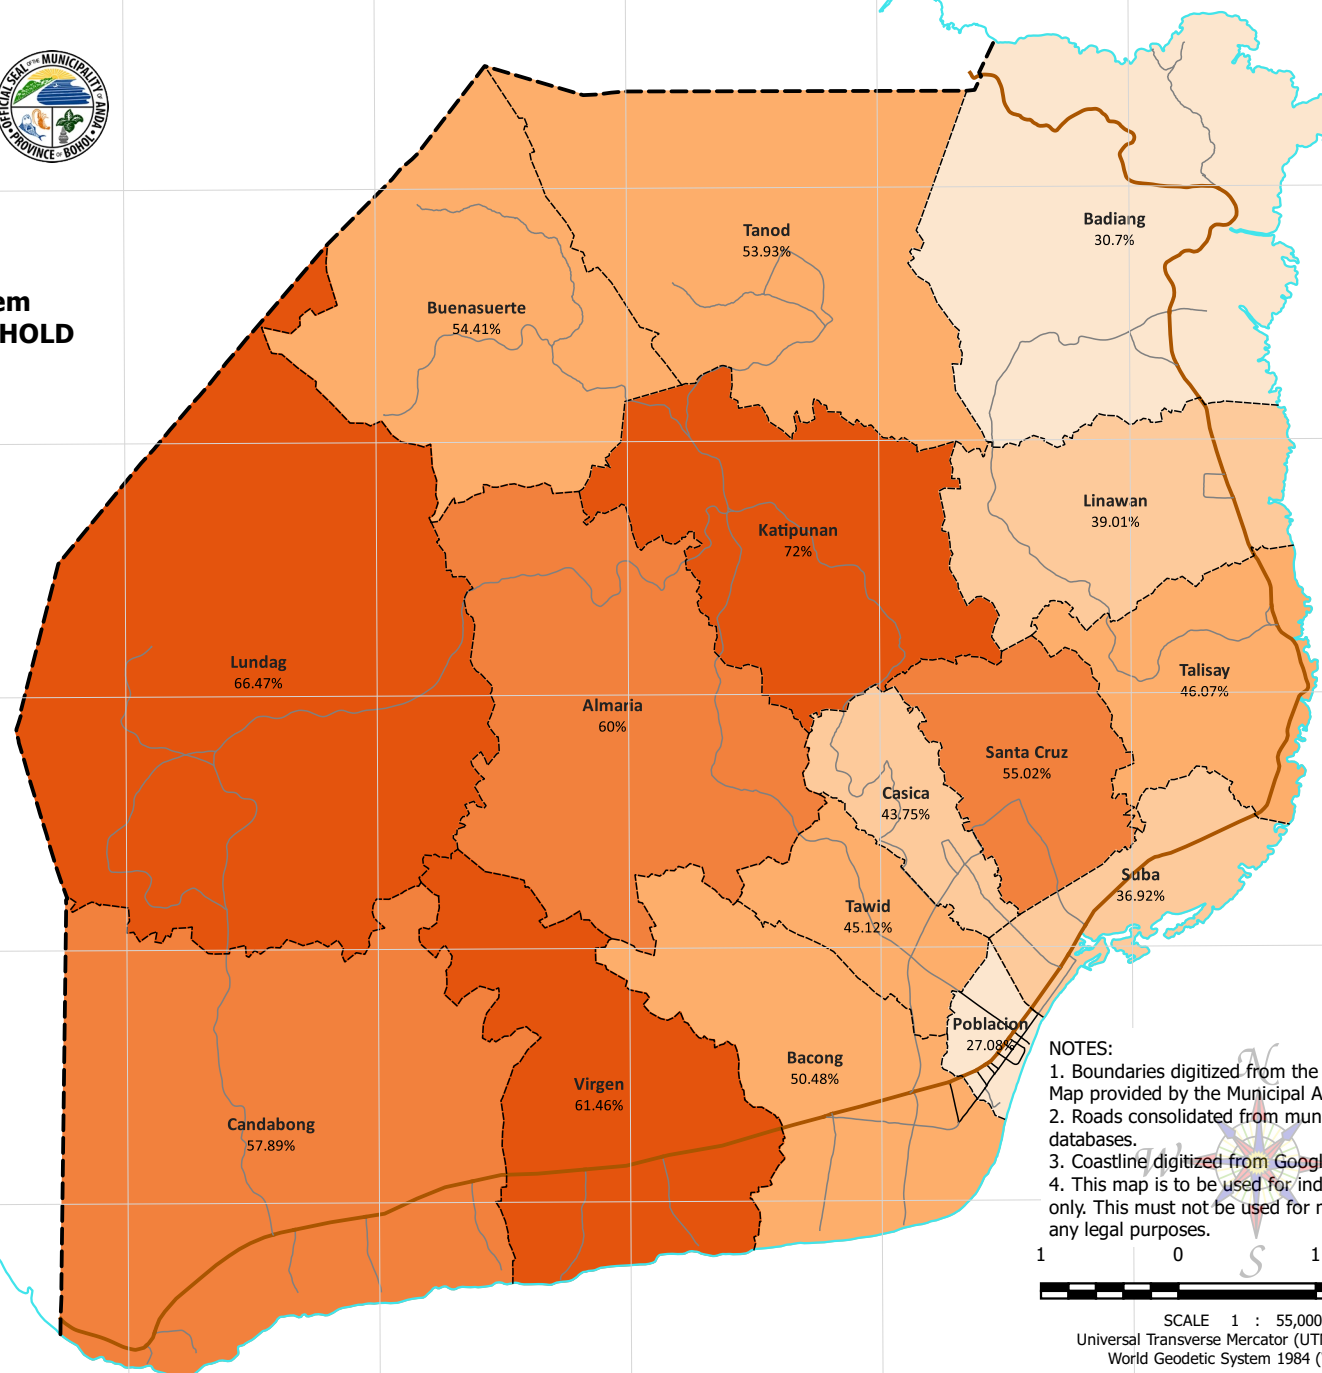 OFFICIAL SEAL OF THE MUNICIPALITY - ANDA
PROVINCE OF BOHOL
HOLD
Tanod
53.93%
Badiang
30.7%
Buenasuerte
54.41%
Linawan
39.01%
Katipunan
72%
Lundag
66.47%
Talisay
46.07%
Almaria
60%
Santa Cruz
55.02%
Casica
43.75%
Suba
36.92%
Tawid
45.12%
Poblacion
27.08%
Bacong
50.48%
Virgen
61.46%
Candabong
57.89%
NOTES:
1. Boundaries digitized from the
Map provided by the Municipal A
2. Roads consolidated from mun
databases.
3. Coastline digitized from Googl
4. This map is to be used for ind
only. This must not be used for
any legal purposes.
N
W
S
1 0 1
SCALE 1 : 55,000
Universal Transverse Mercator (UT
World Geodetic System 1984 (